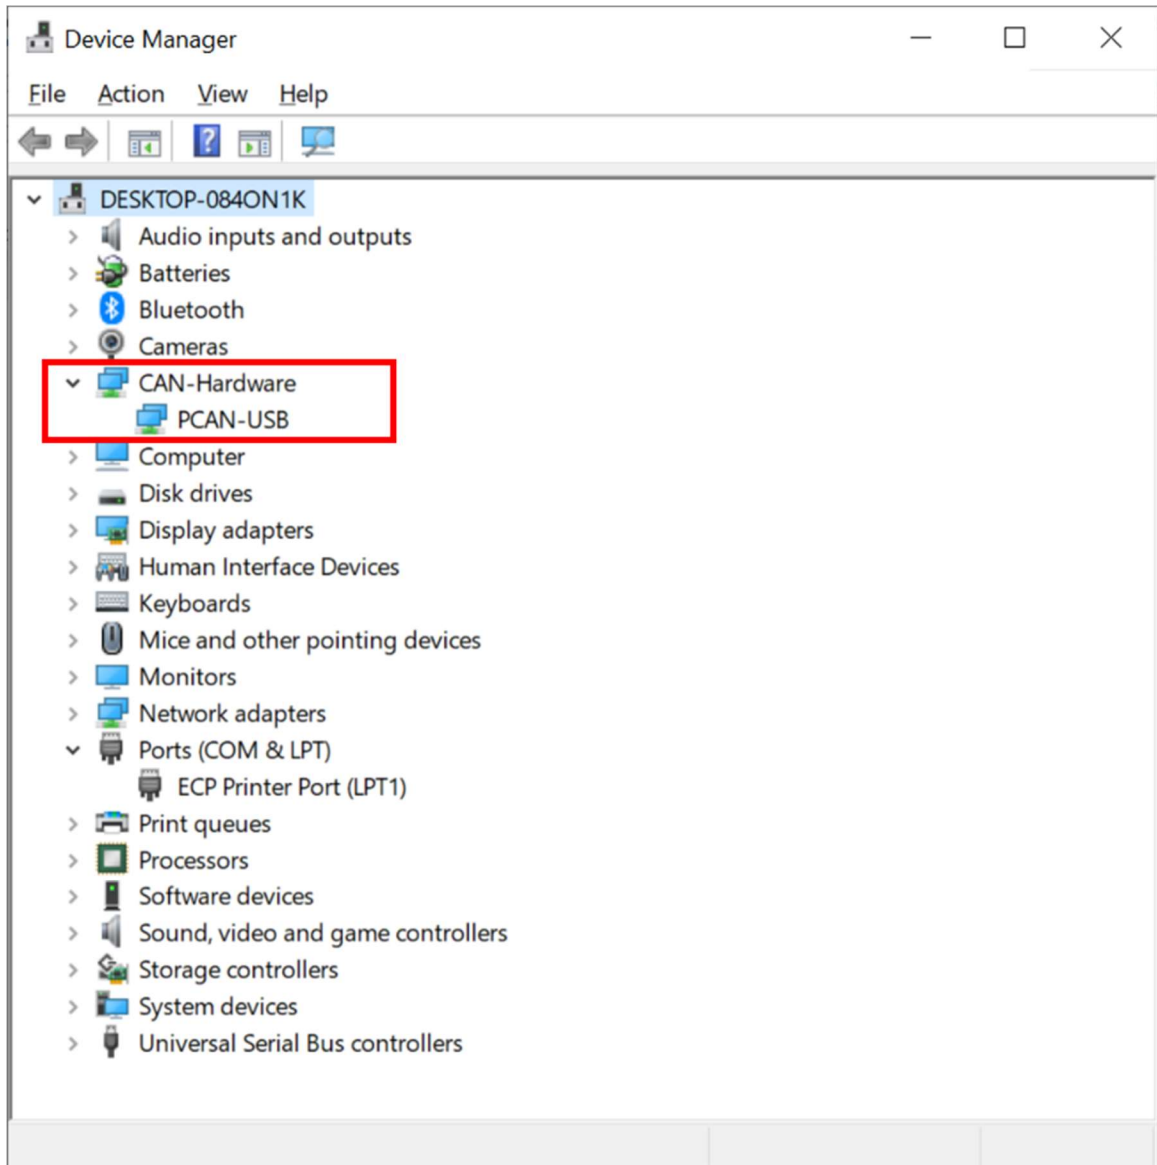 Device Manager
File Action View Help
DESKTOP-084ON1K
Audio inputs and outputs
Batteries
Bluetooth
Cameras
CAN-Hardware
PCAN-USB
Computer
Disk drives
Display adapters
Human Interface Devices
Keyboards
Mice and other pointing devices
Monitors
Network adapters
Ports (COM & LPT)
ECP Printer Port (LPT1)
Print queues
Processors
Software devices
Sound, video and game controllers
Storage controllers
System devices
Universal Serial Bus controllers